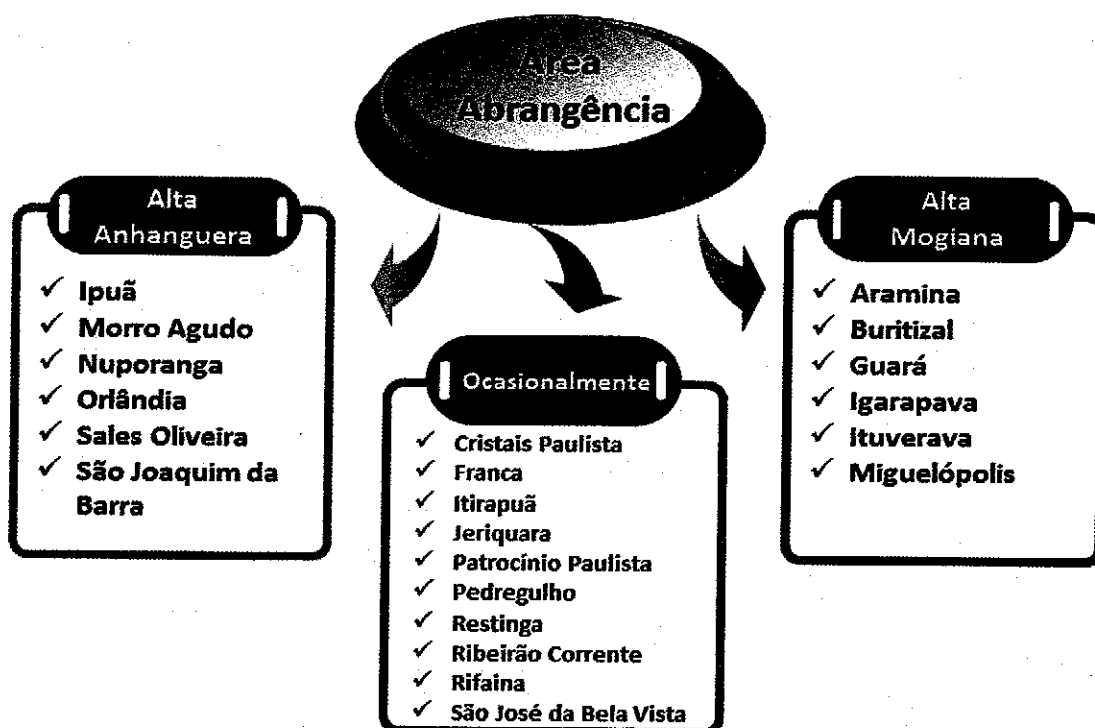 Área
Abrangência
Alta
Anhanguera
✓ Ipuã
✓ Morro Agudo
✓ Nuporanga
✓ Orlândia
✓ Sales Oliveira
✓ São Joaquim da
Barra
Ocasionalmente
✓ Cristais Paulista
✓ Franca
✓ Itirapuã
✓ Jeriquara
✓ Patrocínio Paulista
✓ Pedregulho
✓ Restinga
✓ Ribeirão Corrente
✓ Rifaina
✓ São José da Bela Vista
Alta
Mogiana
✓ Aramina
✓ Buritizal
✓ Guará
✓ Igarapava
✓ Ituverava
✓ Miguelópolis